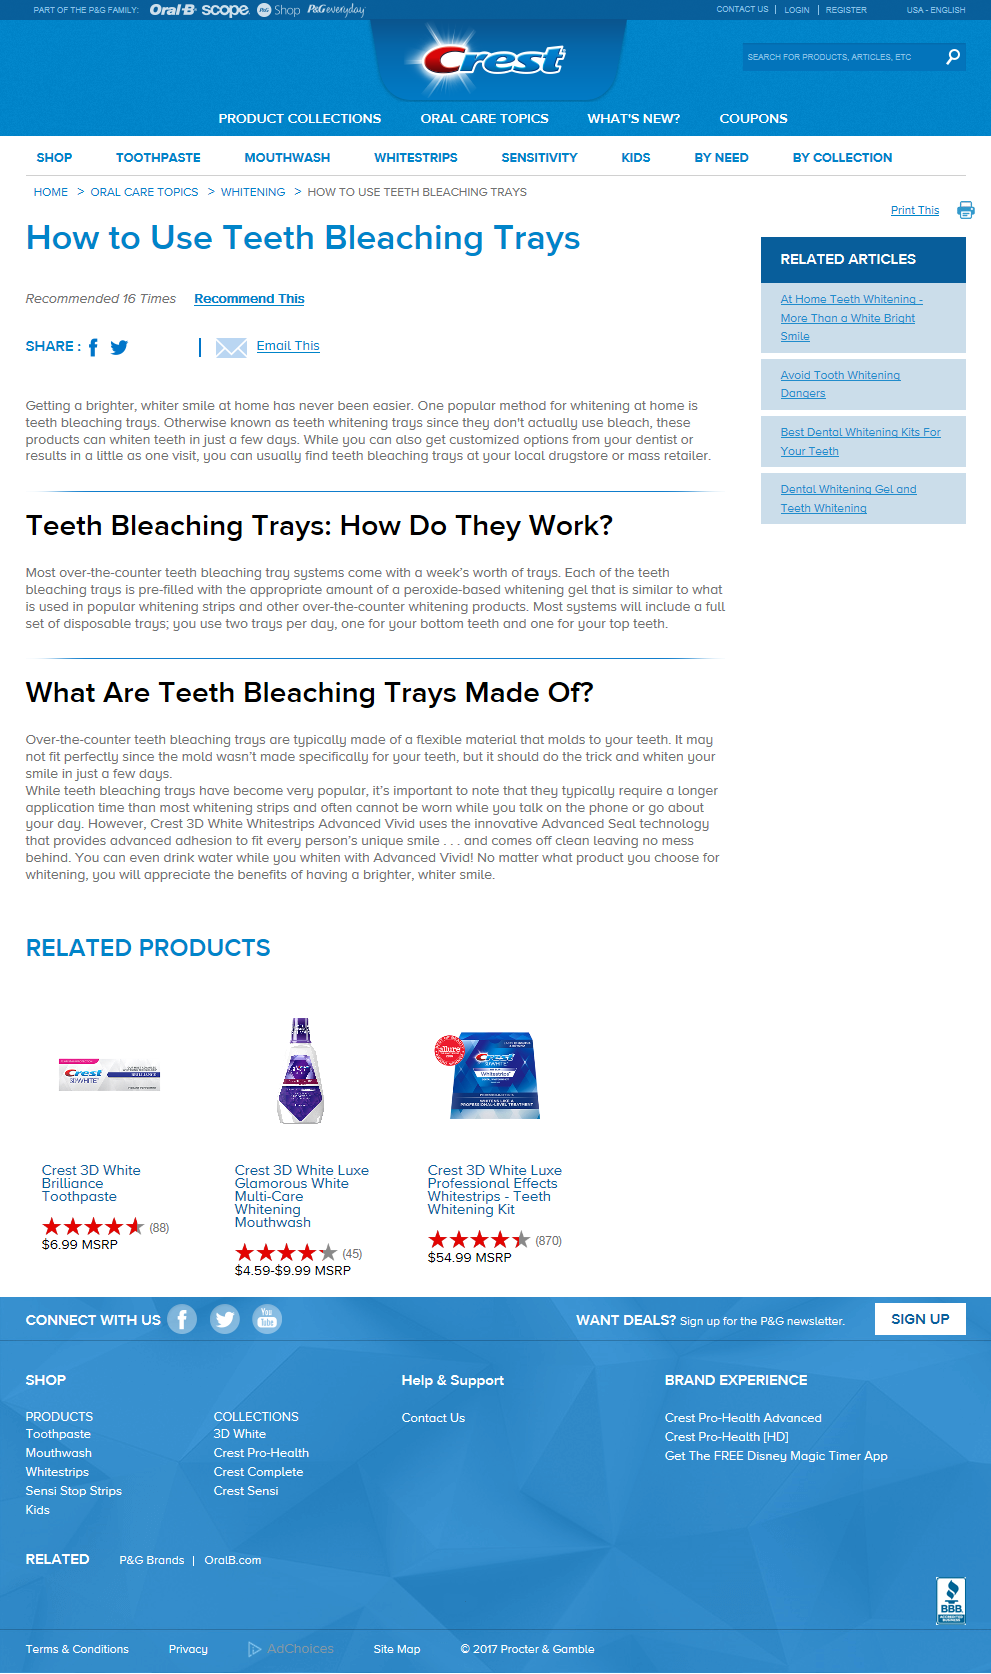 PART OF THE P&G FAMILY: Oral-B scope P&G Shop P&G everyday
CONTACT US | LOGIN | REGISTER USA - ENGLISH
Crest
SEARCH FOR PRODUCTS, ARTICLES, ETC
PRODUCT COLLECTIONS ORAL CARE TOPICS WHAT'S NEW? COUPONS
SHOP TOOTHPASTE MOUTHWASH WHITESTRIPS SENSITIVITY KIDS BY NEED BY COLLECTION
HOME > ORAL CARE TOPICS > WHITENING > HOW TO USE TEETH BLEACHING TRAYS
Print This
How to Use Teeth Bleaching Trays
Recommended 16 Times Recommend This
SHARE : | Email This
Getting a brighter, whiter smile at home has never been easier. One popular method for whitening at home is
teeth bleaching trays. Otherwise known as teeth whitening trays since they don't actually use bleach, these
products can whiten teeth in just a few days. While you can also get customized options from your dentist or
results in a little as one visit, you can usually find teeth bleaching trays at your local drugstore or mass retailer.
Teeth Bleaching Trays: How Do They Work?
Most over-the-counter teeth bleaching tray systems come with a week's worth of trays. Each of the teeth
bleaching trays is pre-filled with the appropriate amount of a peroxide-based whitening gel that is similar to what
is used in popular whitening strips and other over-the-counter whitening products. Most systems will include a full
set of disposable trays; you use two trays per day, one for your bottom teeth and one for your top teeth.
What Are Teeth Bleaching Trays Made Of?
Over-the-counter teeth bleaching trays are typically made of a flexible material that molds to your teeth. It may
not fit perfectly since the mold wasn't made specifically for your teeth, but it should do the trick and whiten your
smile in just a few days.
While teeth bleaching trays have become very popular, it's important to note that they typically require a longer
application time than most whitening strips and often cannot be worn while you talk on the phone or go about
your day. However, Crest 3D White Whitestrips Advanced Vivid uses the innovative Advanced Seal technology
that provides advanced adhesion to fit every person's unique smile . . . and comes off clean leaving no mess
behind. You can even drink water while you whiten with Advanced Vivid! No matter what product you choose for
whitening, you will appreciate the benefits of having a brighter, whiter smile.
RELATED ARTICLES
At Home Teeth Whitening -
More Than a White Bright
Smile
Avoid Tooth Whitening
Dangers
Best Dental Whitening Kits For
Your Teeth
Dental Whitening Gel and
Teeth Whitening
RELATED PRODUCTS
Crest
3D WHITE
BRILLIANCE
allure
Crest
3D WHITE
Whitestrips
PROFESSIONAL-LEVEL TREATMENT
Crest 3D White
Brilliance
Toothpaste
(88)
$6.99 MSRP
Crest 3D White Luxe
Glamorous White
Multi-Care
Whitening
Mouthwash
(45)
$4.59-$9.99 MSRP
Crest 3D White Luxe
Professional Effects
Whitestrips - Teeth
Whitening Kit
(870)
$54.99 MSRP
CONNECT WITH US You Tube
WANT DEALS? Sign up for the P&G newsletter. SIGN UP
SHOP
PRODUCTS
Toothpaste
Mouthwash
Whitestrips
Sensi Stop Strips
Kids
COLLECTIONS
3D White
Crest Pro-Health
Crest Complete
Crest Sensi
Help & Support
Contact Us
BRAND EXPERIENCE
Crest Pro-Health Advanced
Crest Pro-Health [HD]
Get The FREE Disney Magic Timer App
RELATED P&G Brands | OralB.com
BBB
ACCREDITED
BUSINESS
Terms & Conditions Privacy AdChoices Site Map © 2017 Procter & Gamble